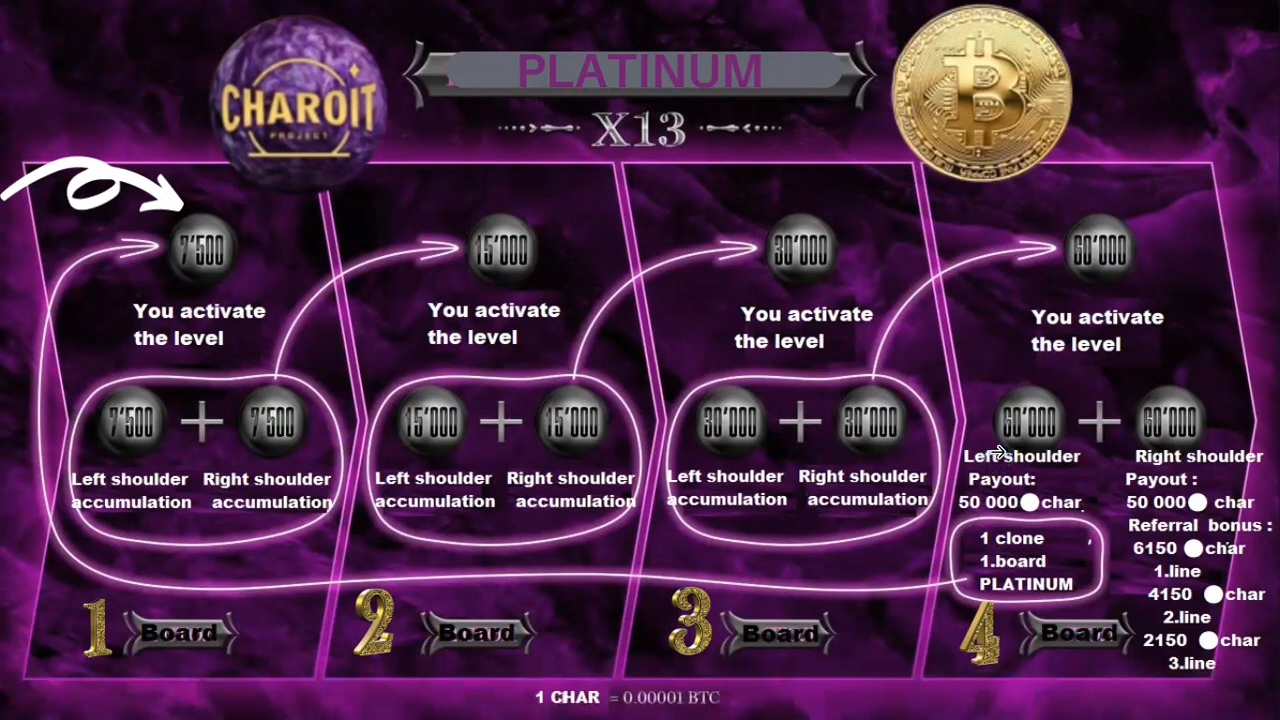 CHAROIT
PROJECT
PLATINUM
X13
7'500
You activate
the level
7'500 + 7'500
Left shoulder
accumulation
Right shoulder
accumulation
1 Board
15'000
You activate
the level
15'000 + 15'000
Left shoulder
accumulation
Right shoulder
accumulation
2 Board
30'000
You activate
the level
30'000 + 30'000
Left shoulder
accumulation
Right shoulder
accumulation
3 Board
60'000
You activate
the level
60'000 + 60'000
Left shoulder
Payout:
50 000 char
1 clone
1.board
PLATINUM
Right shoulder
Payout :
50 000 char
Referral bonus :
6150 char
1.line
4150 char
2.line
2150 char
3.line
4 Board
1 CHAR = 0.00001 BTC